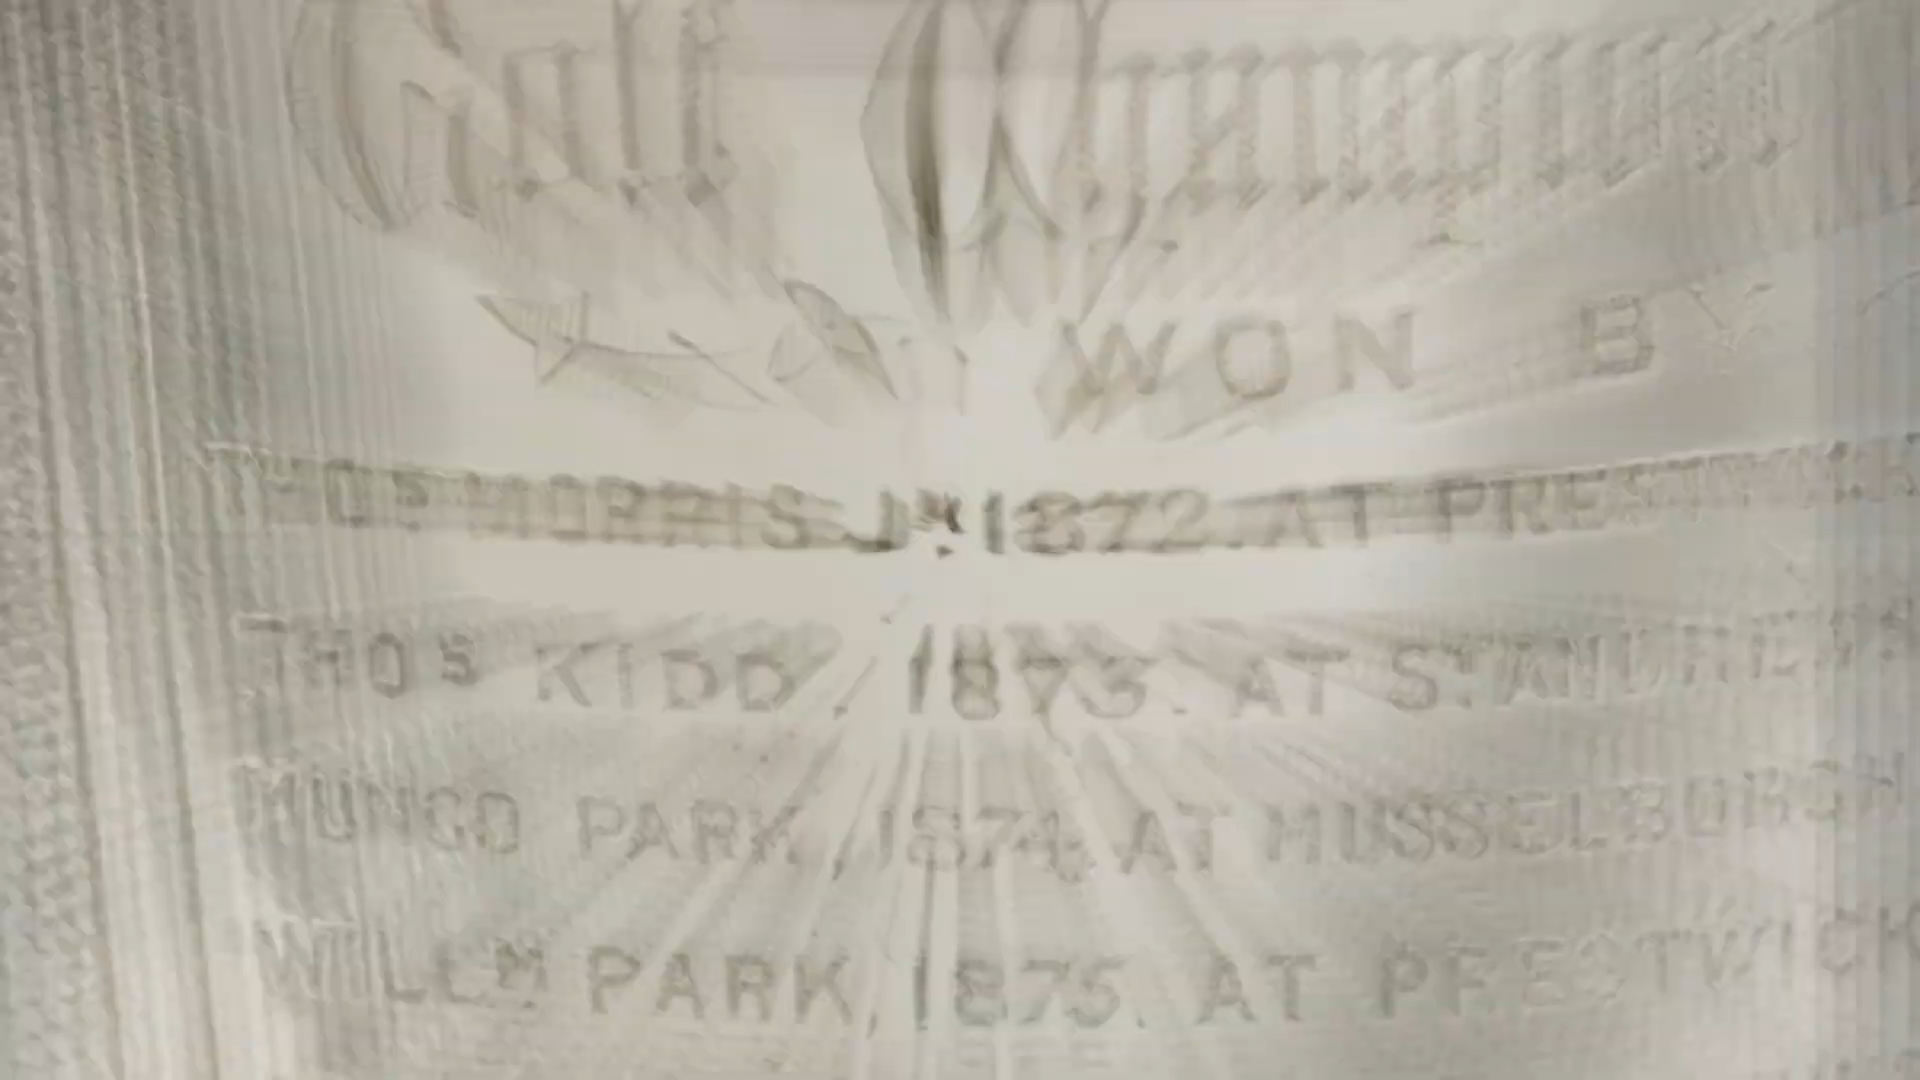 WON BY
THOS MORRIS JR. 1872. AT PRESTWICK
THOS KIDD, 1873. AT ST. ANDREWS
MUNGO PARK, 1874, AT MUSSELBURGH
WILLM PARK, 1875. AT PRESTWICK